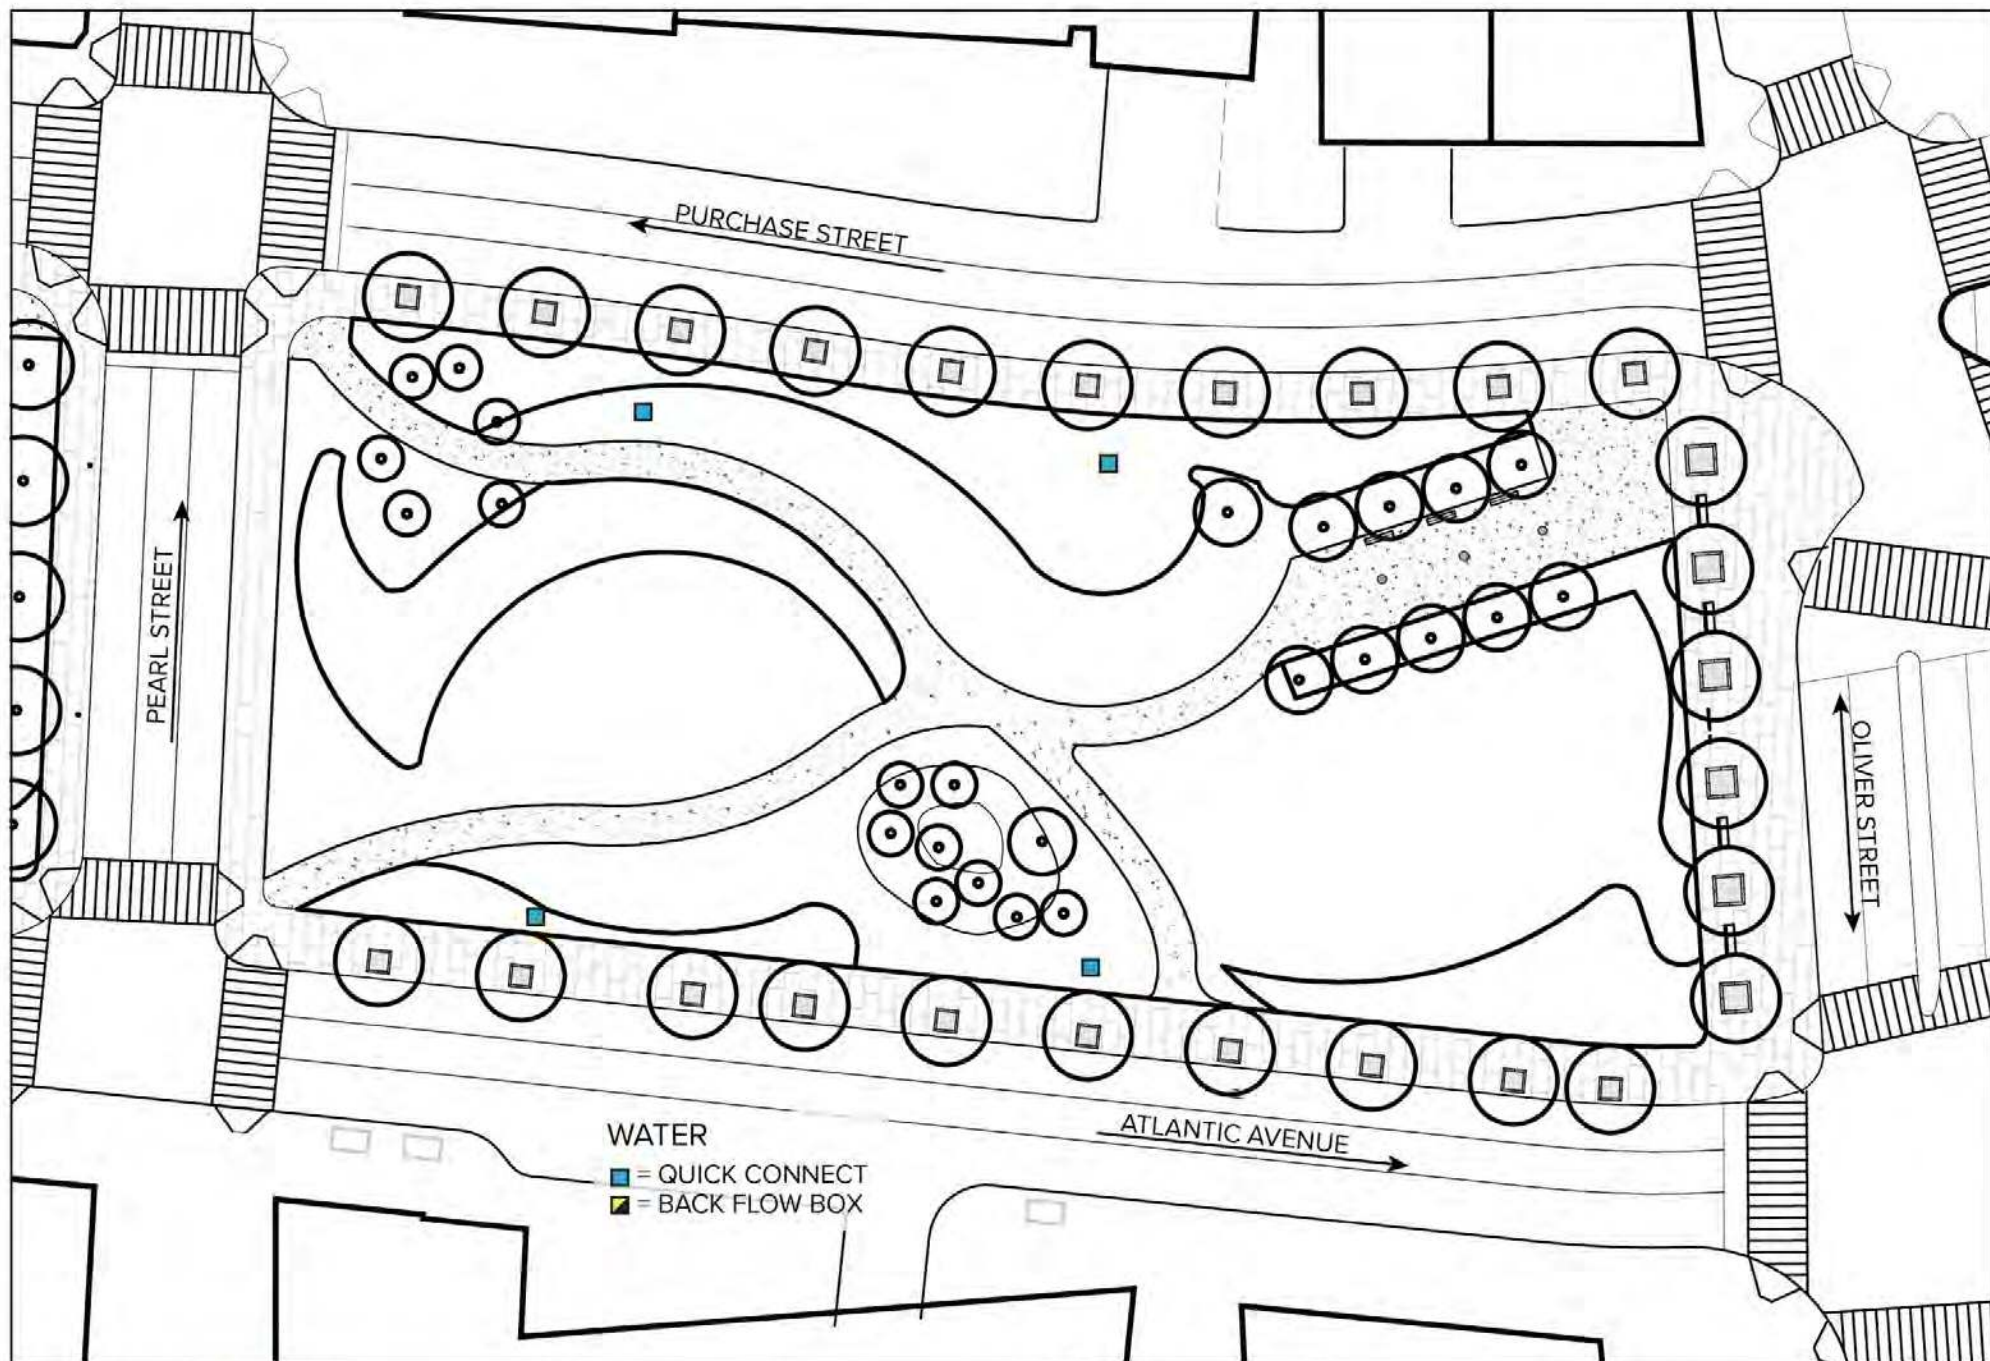 PURCHASE STREET
PEARL STREET
OLIVER STREET
ATLANTIC AVENUE
WATER
= QUICK CONNECT
= BACK FLOW BOX